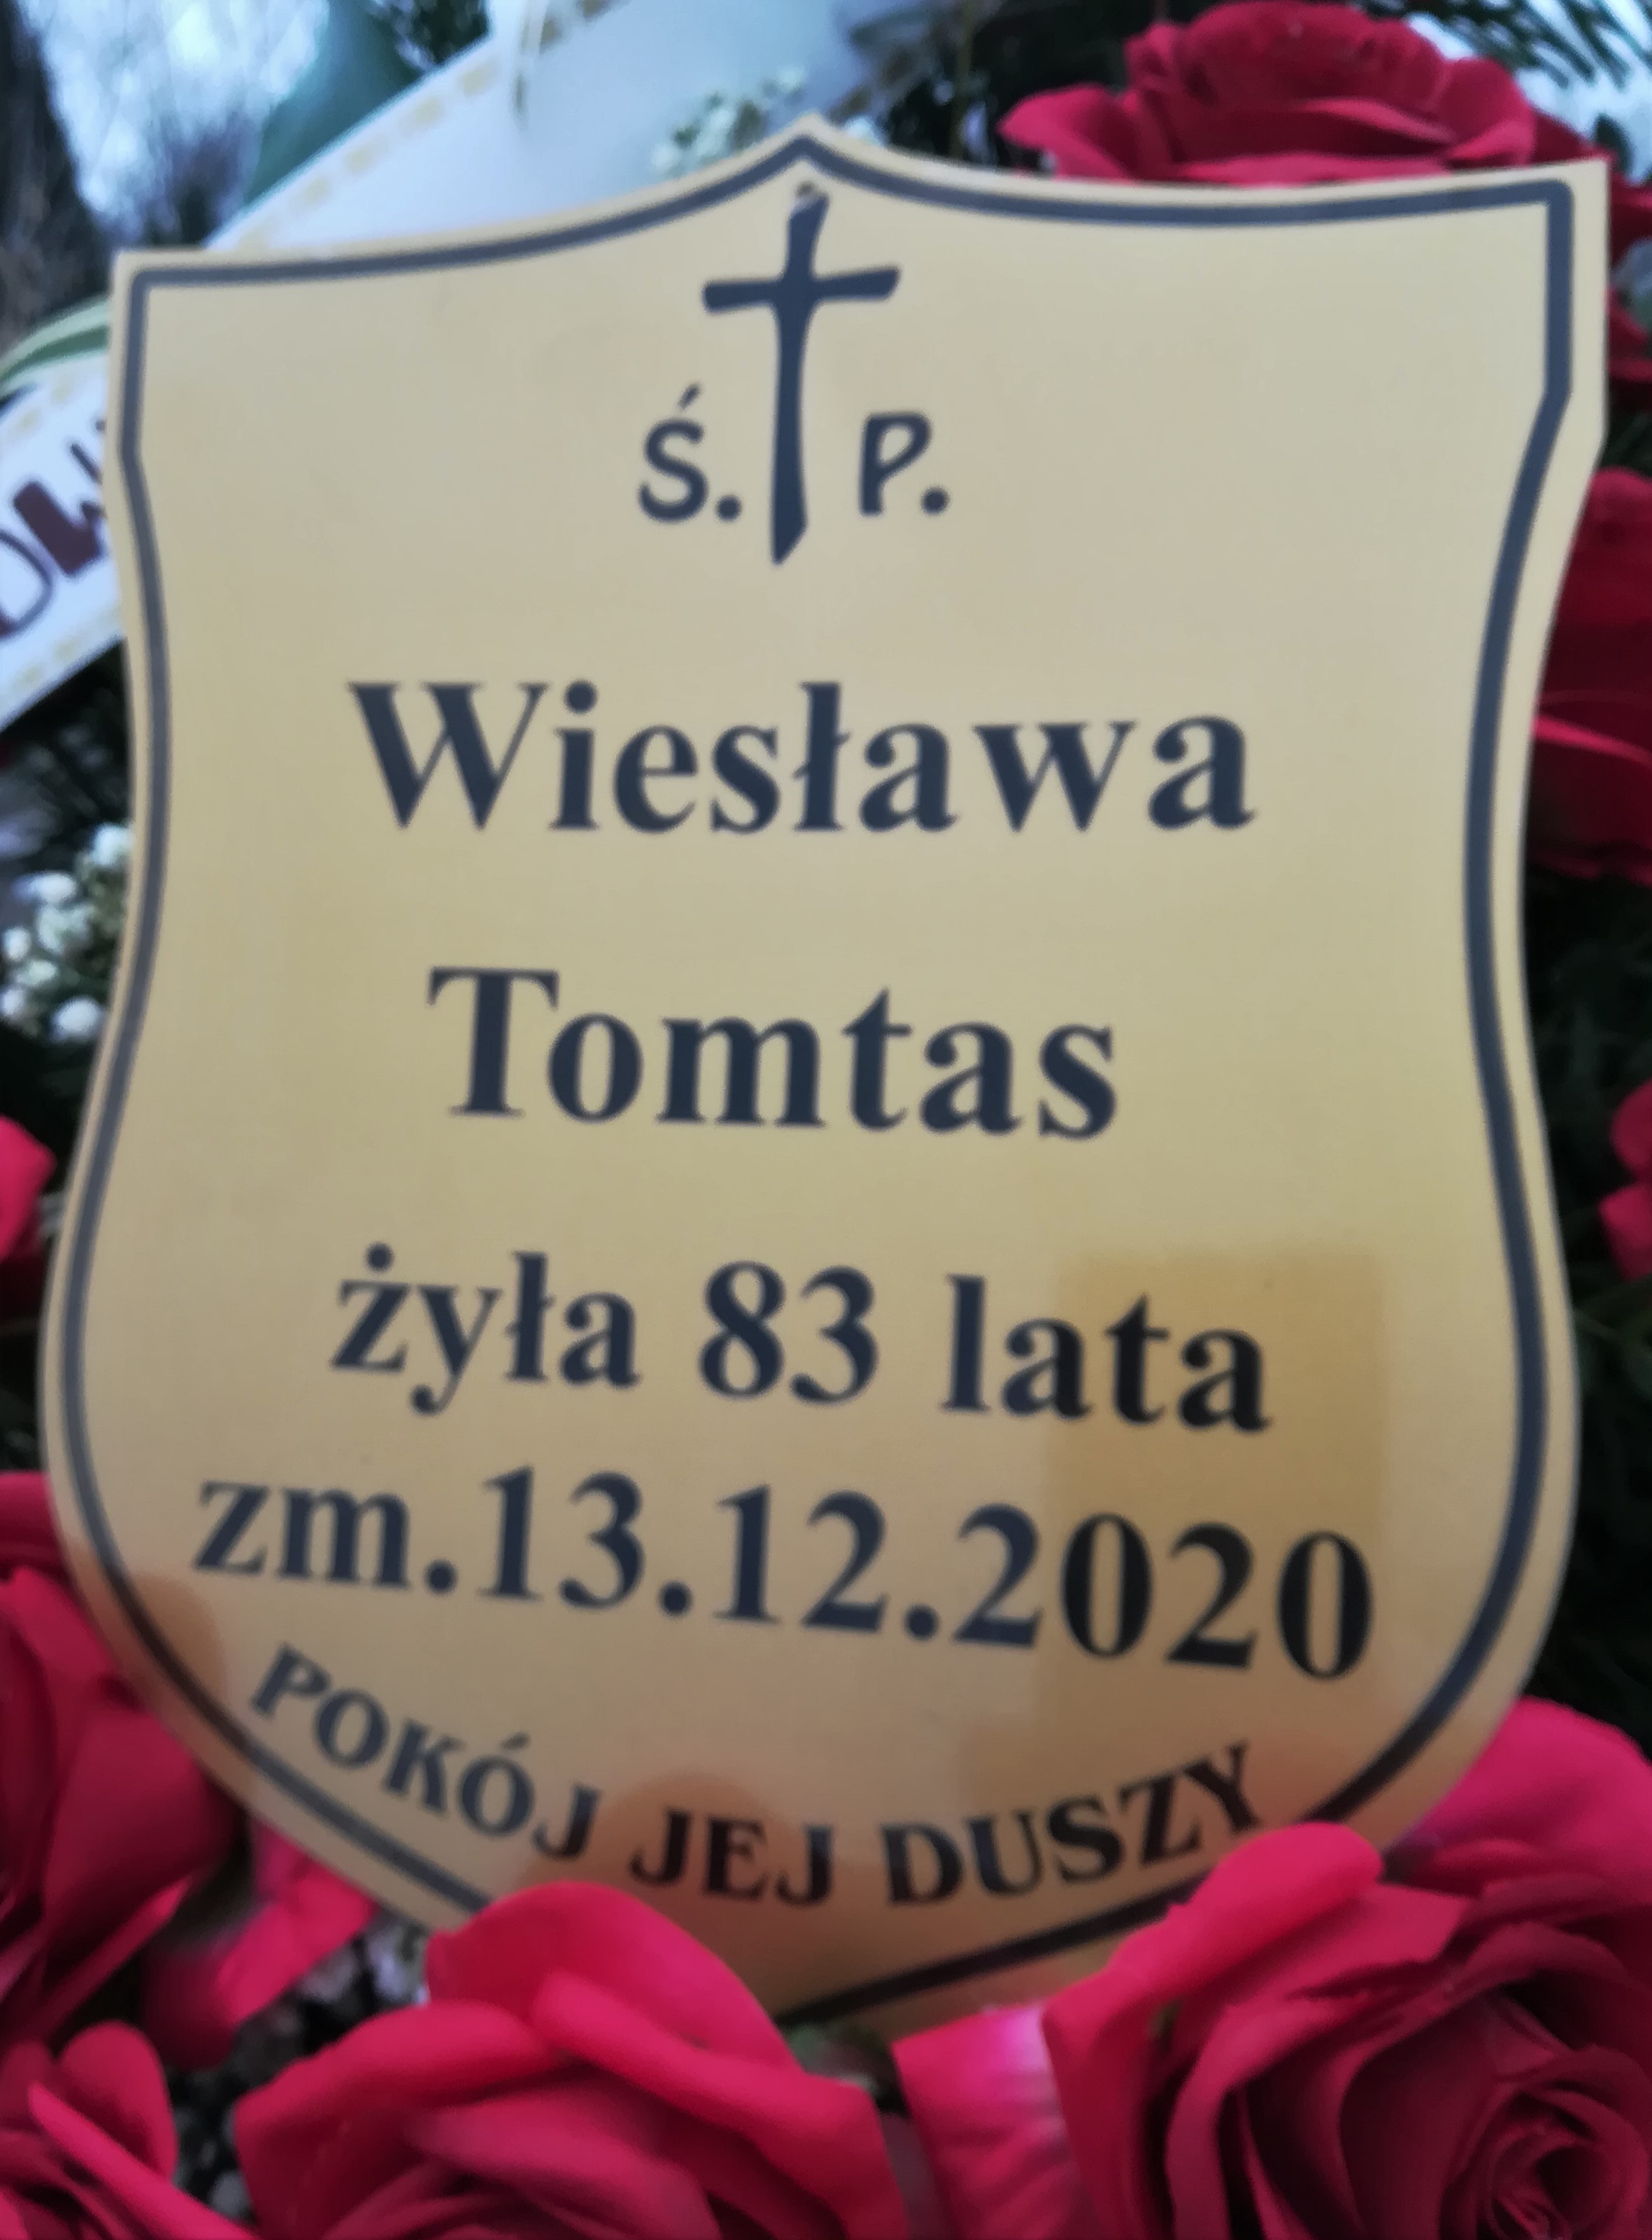 Ś. P.
Wiesława
Tomtas
żyła 83 lata
zm.13.12.2020
POKÓJ JEJ DUSZY